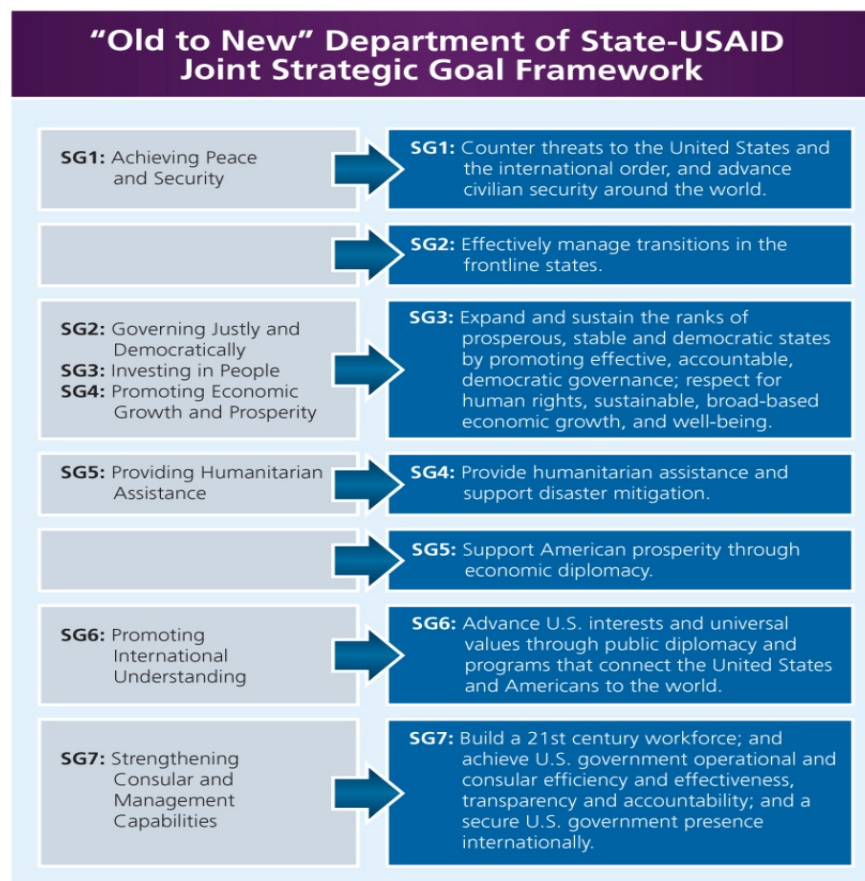 “Old to New” Department of State-USAID
Joint Strategic Goal Framework
SG1: Achieving Peace
and Security
SG1: Counter threats to the United States and
the international order, and advance
civilian security around the world.
SG2: Effectively manage transitions in the
frontline states.
SG2: Governing Justly and
Democratically
SG3: Investing in People
SG4: Promoting Economic
Growth and Prosperity
SG3: Expand and sustain the ranks of
prosperous, stable and democratic states
by promoting effective, accountable,
democratic governance; respect for
human rights, sustainable, broad-based
economic growth, and well-being.
SG5: Providing Humanitarian
Assistance
SG4: Provide humanitarian assistance and
support disaster mitigation.
SG5: Support American prosperity through
economic diplomacy.
SG6: Promoting
International
Understanding
SG6: Advance U.S. interests and universal
values through public diplomacy and
programs that connect the United States
and Americans to the world.
SG7: Strengthening
Consular and
Management
Capabilities
SG7: Build a 21st century workforce; and
achieve U.S. government operational and
consular efficiency and effectiveness,
transparency and accountability; and a
secure U.S. government presence
internationally.